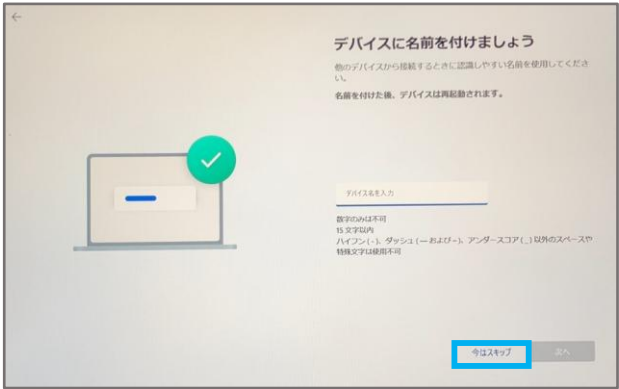 デバイスに名前を付けましょう
他のデバイスから接続するときに認識しやすい名前を使用してくださ
い。
名前を付けた後、デバイスは再起動されます。
デバイス名を入力
数字のみは不可
15 文字以内
ハイフン (-)、ダッシュ (— および –)、アンダースコア (_) 以外のスペースや
特殊文字は使用不可
今はスキップ
次へ